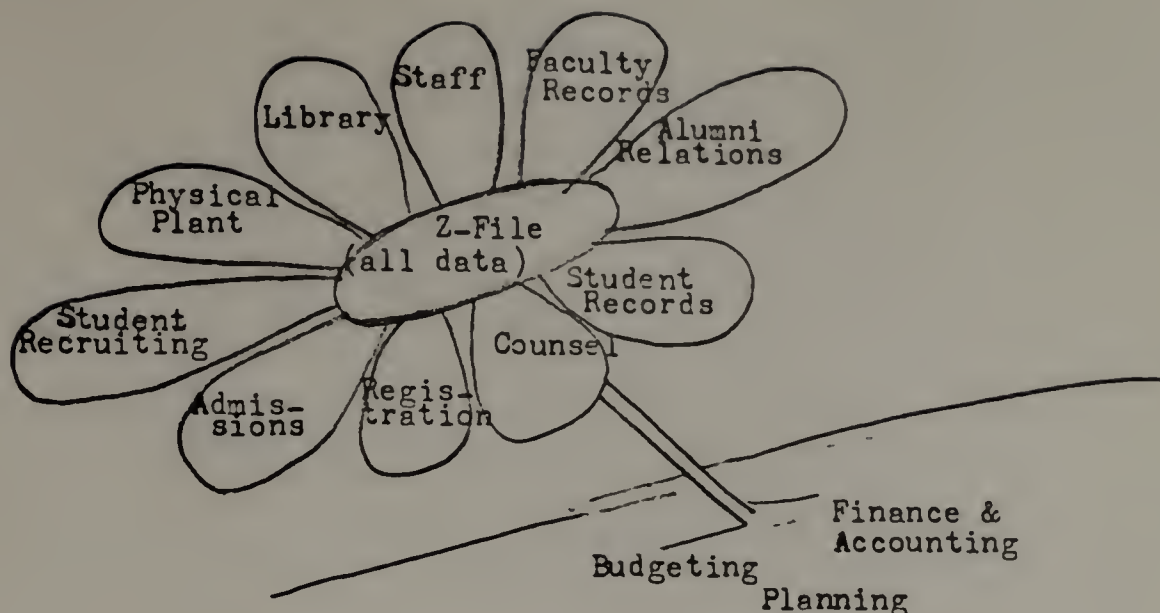 Staff
Faculty
Records
Library
Alumni
Relations
Physical
Plant
Z-File
(all data)
Student
Records
Student
Recruiting
Counsel
Admis-
sions
Regis-
tration
Finance &
Accounting
Budgeting
Planning